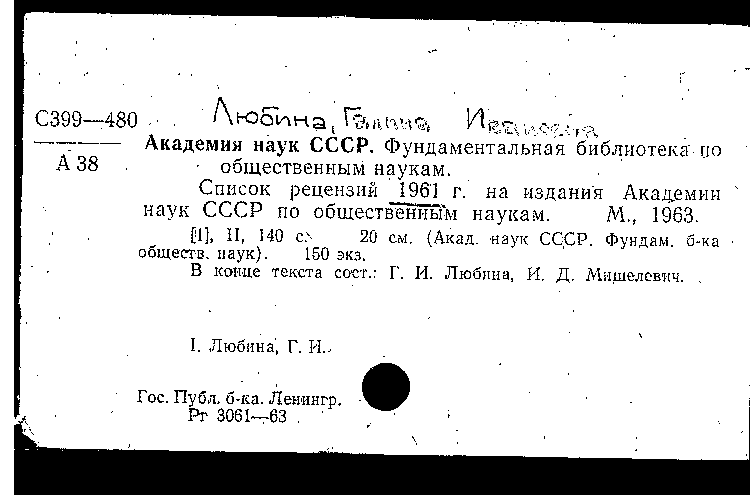 Любина, Галина Ивановна
С399—480
А 38
Академия наук СССР. Фундаментальная библиотека по
общественным наукам.
Список рецензий 1961 г. на издания Академии
наук СССР по общественным наукам. М., 1963.
[1], II, 140 с. 20 см. (Акад. наук СССР. Фундам. б-ка
обществ. наук). 150 экз.
В конце текста сост.: Г. И. Любина, И. Д. Мишелевич.
I. Любина, Г. И.
Гос. Публ. б-ка. Ленингр.
Рт 3061—63